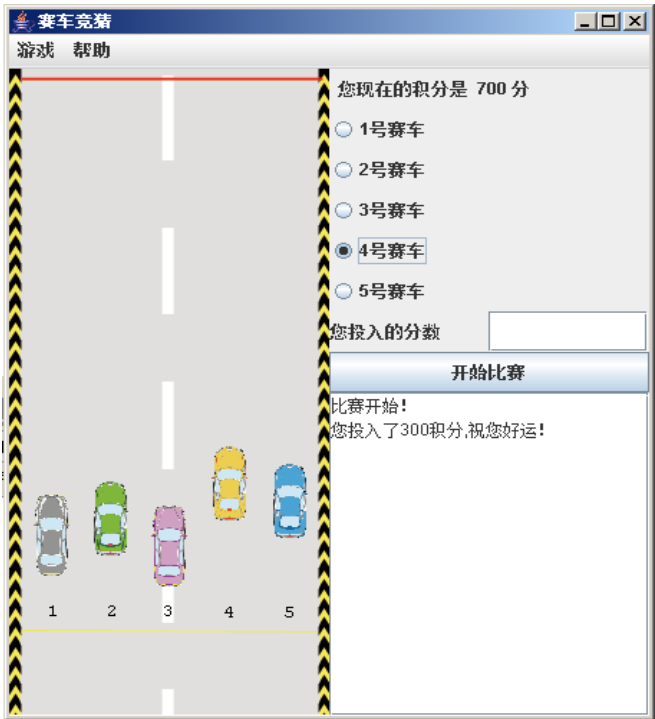 赛车竞猜
游戏 帮助
您现在的积分是 700 分
1号赛车
2号赛车
3号赛车
4号赛车
5号赛车
您投入的分数
开始比赛
比赛开始!
您投入了300积分,祝您好运!
1 2 3 4 5